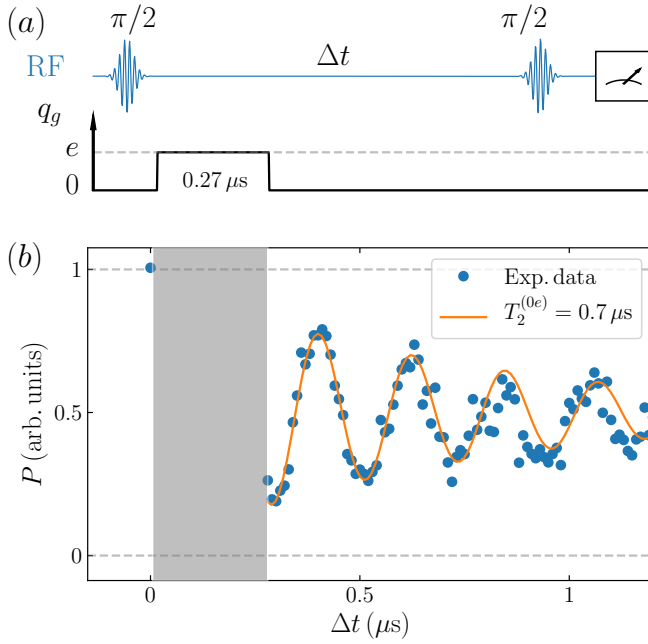 (a)
π/2 π/2
RF Δt
q_g
e
0 0.27 μs
(b)
1
0.5
0
P (arb. units)
Exp. data
T_2^{(0e)} = 0.7 μs
0 0.5 1
Δt (μs)